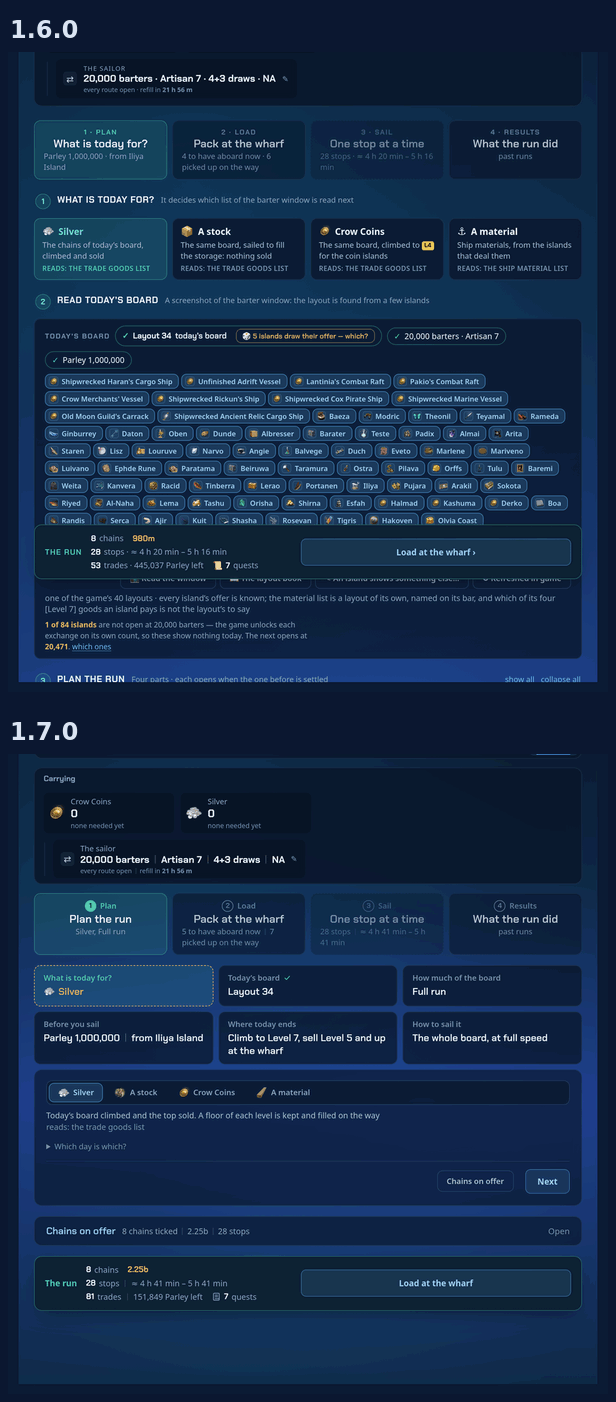 1.6.0
THE SAILOR
20,000 barters · Artisan 7 · 4+3 draws · NA
every route open · refill in 21 h 56 m
1 · PLAN
What is today for?
Parley 1,000,000 · from Iliya Island
2 · LOAD
Pack at the wharf
4 to have aboard now · 6 picked up on the way
3 · SAIL
One stop at a time
28 stops · ≈ 4 h 20 min – 5 h 16 min
4 · RESULTS
What the run did
past runs
1 WHAT IS TODAY FOR? It decides which list of the barter window is read next
Silver
The chains of today's board, climbed and sold
READS: THE TRADE GOODS LIST
A stock
The same board, sailed to fill the storage: nothing sold
READS: THE TRADE GOODS LIST
Crow Coins
The same board, climbed to L4 for the coin islands
READS: THE TRADE GOODS LIST
A material
Ship materials, from the islands that deal them
READS: THE SHIP MATERIAL LIST
2 READ TODAY'S BOARD A screenshot of the barter window: the layout is found from a few islands
TODAY'S BOARD ✓ Layout 34 today's board 5 islands draw their offer — which? ✓ 20,000 barters · Artisan 7
✓ Parley 1,000,000
Shipwrecked Haran's Cargo Ship Unfinished Adrift Vessel Lantinia's Combat Raft Pakio's Combat Raft
Crow Merchants' Vessel Shipwrecked Rickun's Ship Shipwrecked Cox Pirate Ship Shipwrecked Marine Vessel
Old Moon Guild's Carrack Shipwrecked Ancient Relic Cargo Ship Baeza Modric Theonil Teyamal Rameda
Ginburrey Daton Oben Dunde Albresser Barater Teste Padix Almai Arita
Staren Lisz Louruve Narvo Angie Balvege Duch Eveto Marlene Mariveno
Luivano Ephde Rune Paratama Beiruwa Taramura Ostra Pilava Orffs Tulu Baremi
Weita Kanvera Racid Tinberra Lerao Portanen Iliya Pujara Arakil Sokota
Riyed Al-Naha Lema Tashu Orisha Shirna Esfah Halmad Kashuma Derko Boa
Randis Serca Ajir Kuit Shasha Rosevan Tigris Hakoven Olvia Coast
THE RUN
8 chains 980m
28 stops · ≈ 4 h 20 min – 5 h 16 min
53 trades · 445,037 Parley left 7 quests
Load at the wharf ›
Read the window The layout book An island shows something else… Refreshed in game
one of the game's 40 layouts · every island's offer is known; the material list is a layout of its own, named on its bar, and which of its four
[Level 7] goods an island pays is not the layout's to say
1 of 84 islands are not open at 20,000 barters — the game unlocks each
exchange on its own count, so these show nothing today. The next opens at
20,471. which ones
3 PLAN THE RUN Four parts · each opens when the one before is settled show all collapse all
1.7.0
Carrying
Crow Coins
0
none needed yet
Silver
0
none needed yet
The sailor
20,000 barters | Artisan 7 | 4+3 draws | NA
every route open | refill in 21 h 56 m
1 Plan
Plan the run
Silver, Full run
2 Load
Pack at the wharf
5 to have aboard now | 7 picked up on the way
3 Sail
One stop at a time
28 stops | ≈ 4 h 41 min – 5 h 41 min
4 Results
What the run did
past runs
What is today for?
Silver
Today's board ✓
Layout 34
How much of the board
Full run
Before you sail
Parley 1,000,000 | from Iliya Island
Where today ends
Climb to Level 7, sell Level 5 and up at the wharf
How to sail it
The whole board, at full speed
Silver A stock Crow Coins A material
Today's board climbed and the top sold. A floor of each level is kept and filled on the way
reads: the trade goods list
▶ Which day is which?
Chains on offer Next
Chains on offer 8 chains ticked | 2.25b | 28 stops Open
The run
8 chains 2.25b
28 stops | ≈ 4 h 41 min – 5 h 41 min
81 trades | 151,849 Parley left 7 quests
Load at the wharf